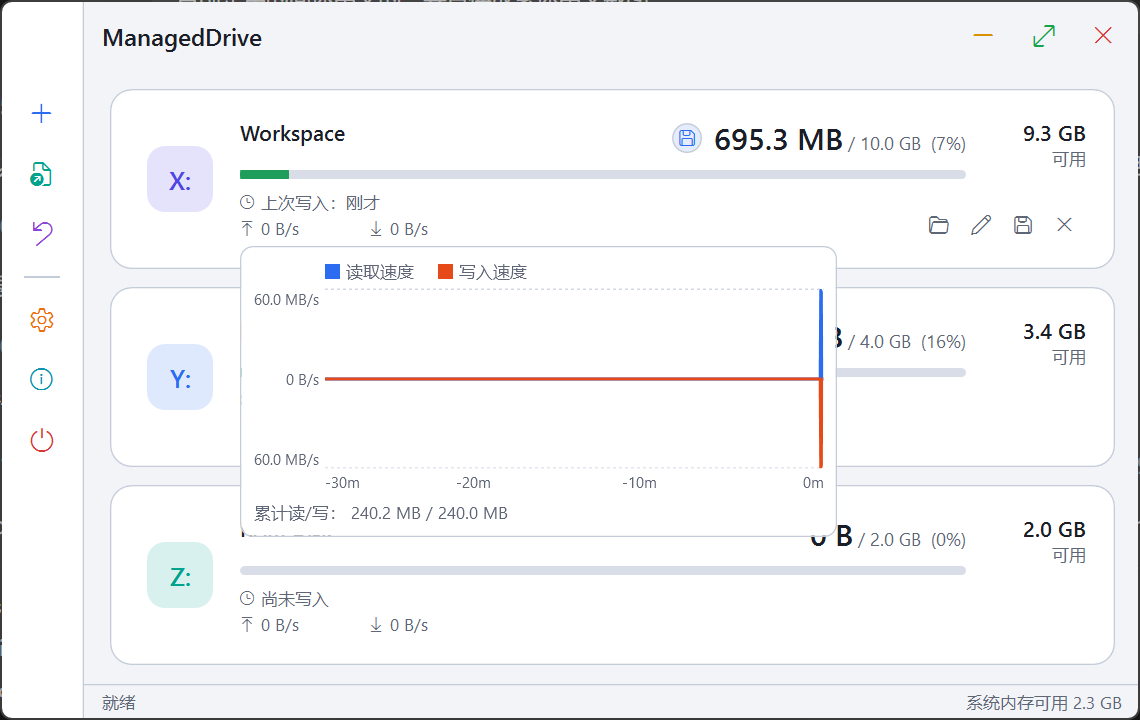 ManagedDrive
X:
Workspace
695.3 MB / 10.0 GB (7%)
9.3 GB
可用
上次写入：刚才
0 B/s 0 B/s
读取速度 写入速度
60.0 MB/s
0 B/s
60.0 MB/s
-30m -20m -10m 0m
累计读/写： 240.2 MB / 240.0 MB
Y:
/ 4.0 GB (16%)
3.4 GB
可用
Z:
0 B / 2.0 GB (0%)
2.0 GB
可用
尚未写入
0 B/s 0 B/s
就绪
系统内存可用 2.3 GB